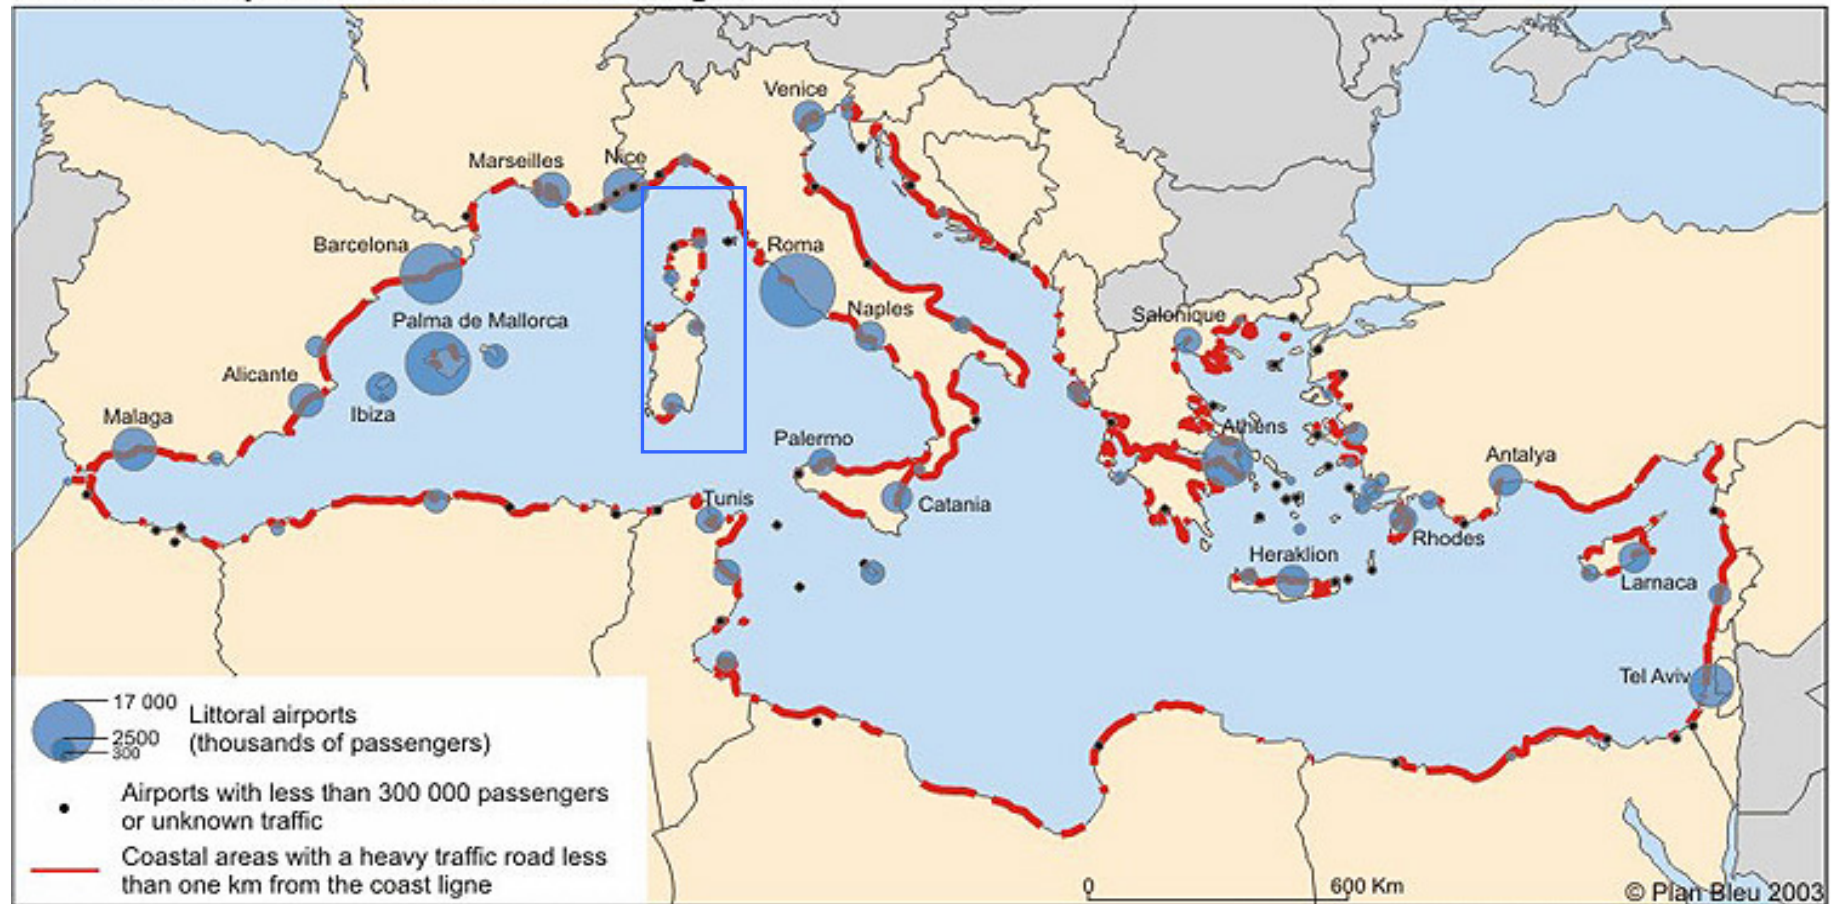 Venice
Marseilles
Nice
Barcelona
Roma
Naples
Salonique
Palma de Mallorca
Alicante
Ibiza
Malaga
Athens
Palermo
Antalya
Tunis
Catania
Rhodes
Heraklion
Larnaca
Tel Aviv
17 000
2500
300
Littoral airports
(thousands of passengers)
Airports with less than 300 000 passengers
or unknown traffic
Coastal areas with a heavy traffic road less
than one km from the coast ligne
0 600 Km
© Plan Bleu 2003